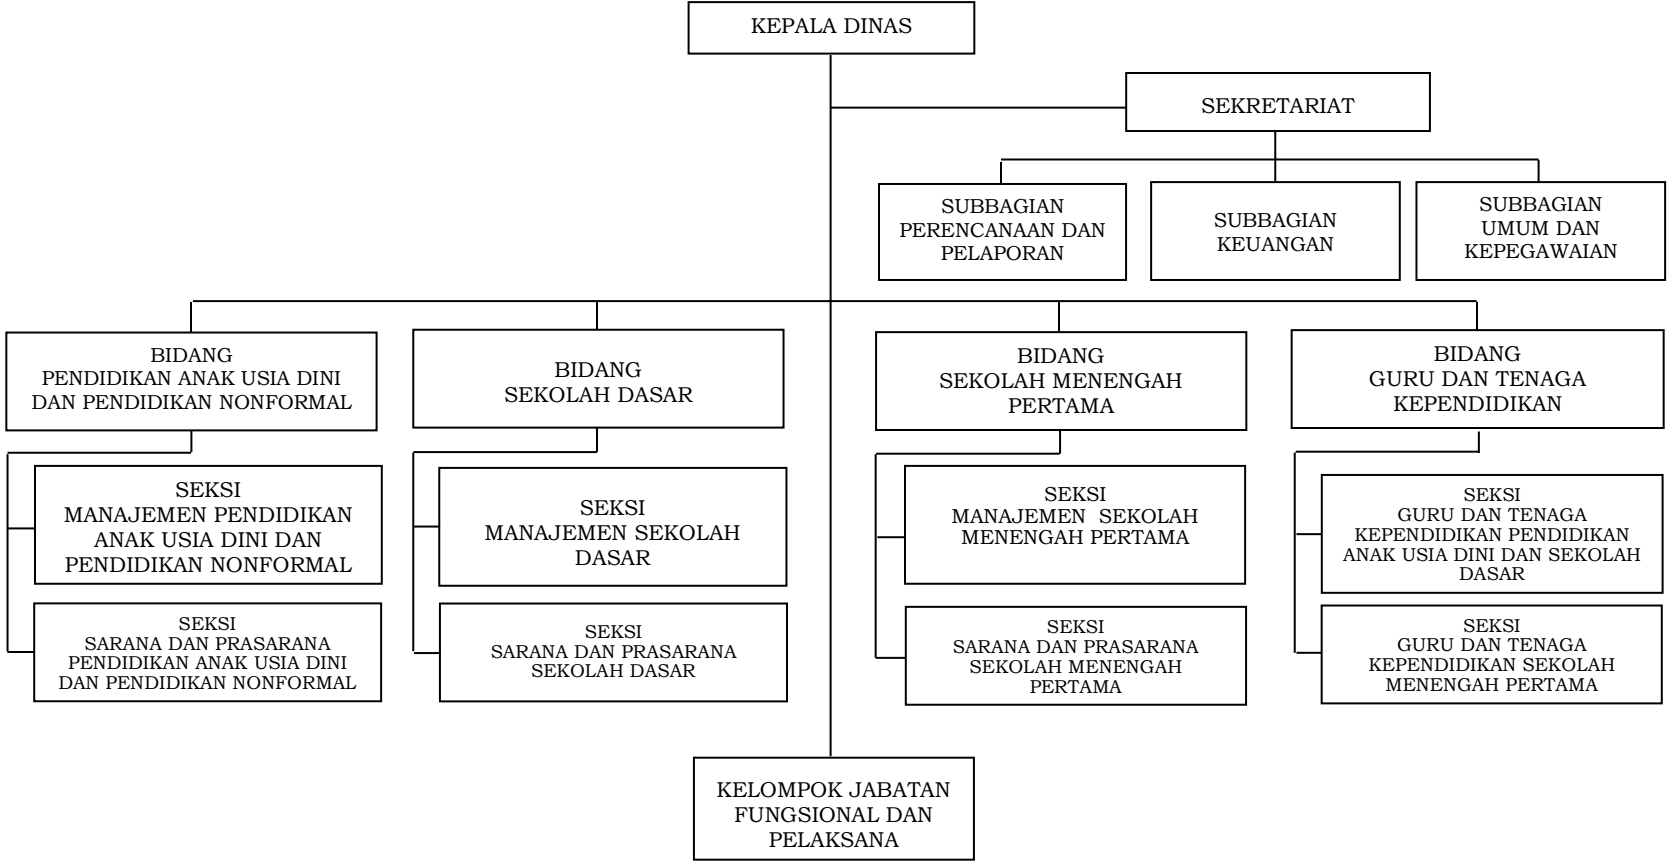 KEPALA DINAS
SEKRETARIAT
SUBBAGIAN
PERENCANAAN DAN
PELAPORAN
SUBBAGIAN
KEUANGAN
SUBBAGIAN
UMUM DAN
KEPEGAWAIAN
BIDANG
PENDIDIKAN ANAK USIA DINI
DAN PENDIDIKAN NONFORMAL
BIDANG
SEKOLAH DASAR
BIDANG
SEKOLAH MENENGAH
PERTAMA
BIDANG
GURU DAN TENAGA
KEPENDIDIKAN
SEKSI
MANAJEMEN PENDIDIKAN
ANAK USIA DINI DAN
PENDIDIKAN NONFORMAL
SEKSI
MANAJEMEN SEKOLAH
DASAR
SEKSI
MANAJEMEN  SEKOLAH
MENENGAH PERTAMA
SEKSI
GURU DAN TENAGA
KEPENDIDIKAN PENDIDIKAN
ANAK USIA DINI DAN SEKOLAH
DASAR
SEKSI
SARANA DAN PRASARANA
PENDIDIKAN ANAK USIA DINI
DAN PENDIDIKAN NONFORMAL
SEKSI
SARANA DAN PRASARANA
SEKOLAH DASAR
SEKSI
SARANA DAN PRASARANA
SEKOLAH MENENGAH
PERTAMA
SEKSI
GURU DAN TENAGA
KEPENDIDIKAN SEKOLAH
MENENGAH PERTAMA
KELOMPOK JABATAN
FUNGSIONAL DAN
PELAKSANA